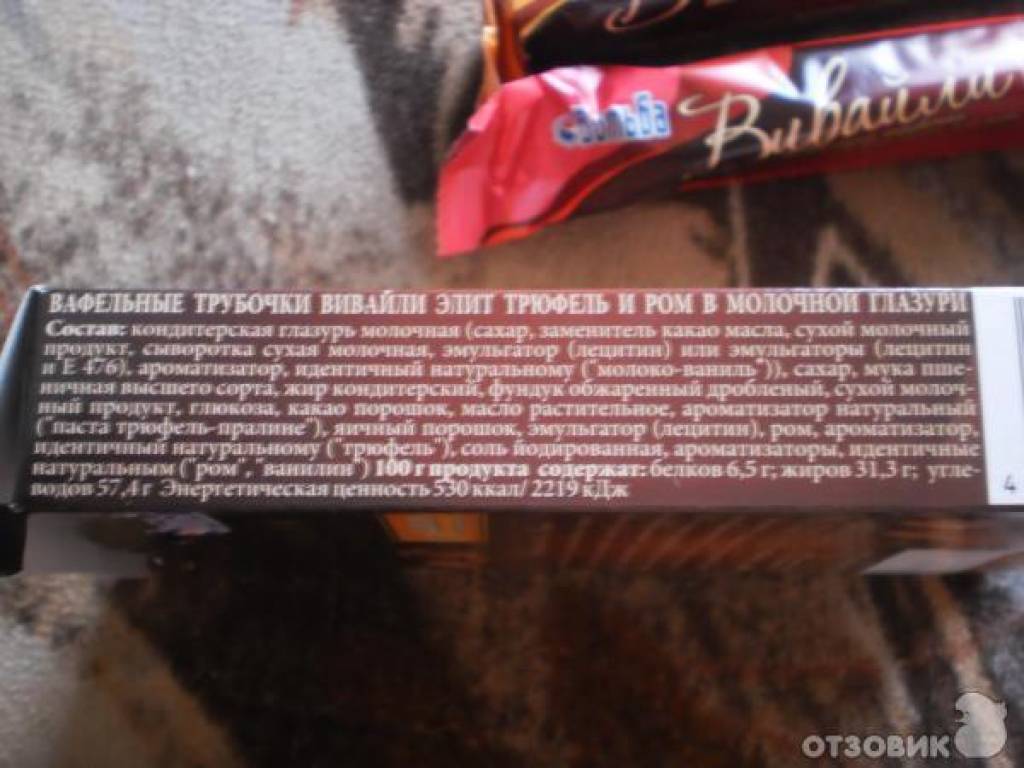 Вивайли
Сольба
ВАФЕЛЬНЫЕ ТРУБОЧКИ ВИВАЙЛИ ЭЛИТ ТРЮФЕЛЬ И РОМ В МОЛОЧНОЙ ГЛАЗУРИ
Состав: кондитерская глазурь молочная (сахар, заменитель какао масла, сухой молочный
продукт, сыворотка сухая молочная, эмульгатор (лецитин) или эмульгаторы (лецитин
и Е 476), ароматизатор, идентичный натуральному ("молоко-ваниль")), сахар, мука пше-
ничная высшего сорта, жир кондитерский, фундук обжаренный дробленый, сухой молоч-
ный продукт, глюкоза, какао порошок, масло растительное, ароматизатор натуральный
("паста трюфель-пралине"), яичный порошок, эмульгатор (лецитин), ром, ароматизатор,
идентичный натуральному ("трюфель"), соль йодированная, ароматизаторы, идентичные
натуральным ("ром", "ванилин") 100 г продукта содержат: белков 6,5 г; жиров 31,3 г; угле-
водов 57,4 г Энергетическая ценность 530 ккал/ 2219 кДж
4
ОТЗОВИК